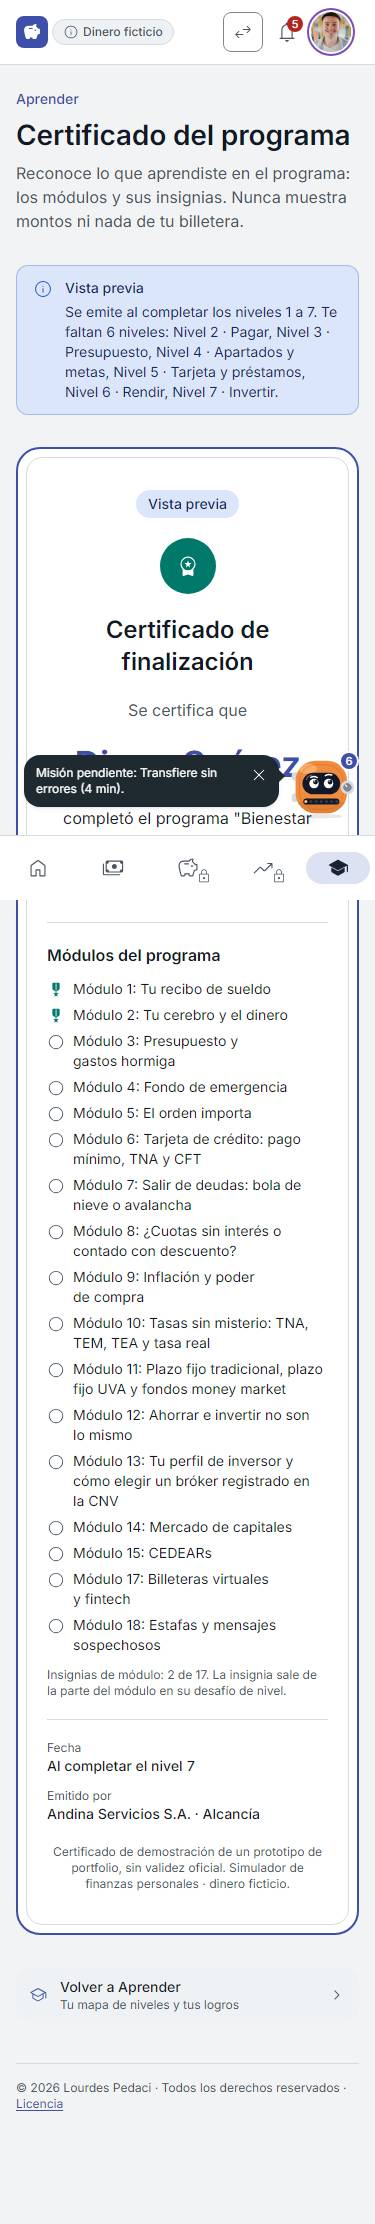 Dinero ficticio
5
Aprender
Certificado del programa
Reconoce lo que aprendiste en el programa:
los módulos y sus insignias. Nunca muestra
montos ni nada de tu billetera.
Vista previa
Se emite al completar los niveles 1 a 7. Te
faltan 6 niveles: Nivel 2 · Pagar, Nivel 3 ·
Presupuesto, Nivel 4 · Apartados y
metas, Nivel 5 · Tarjeta y préstamos,
Nivel 6 · Rendir, Nivel 7 · Invertir.
Vista previa
Certificado de
finalización
Se certifica que
6
Misión pendiente: Transfiere sin
errores (4 min).
completó el programa "Bienestar
Módulos del programa
Módulo 1: Tu recibo de sueldo
Módulo 2: Tu cerebro y el dinero
Módulo 3: Presupuesto y
gastos hormiga
Módulo 4: Fondo de emergencia
Módulo 5: El orden importa
Módulo 6: Tarjeta de crédito: pago
mínimo, TNA y CFT
Módulo 7: Salir de deudas: bola de
nieve o avalancha
Módulo 8: ¿Cuotas sin interés o
contado con descuento?
Módulo 9: Inflación y poder
de compra
Módulo 10: Tasas sin misterio: TNA,
TEM, TEA y tasa real
Módulo 11: Plazo fijo tradicional, plazo
fijo UVA y fondos money market
Módulo 12: Ahorrar e invertir no son
lo mismo
Módulo 13: Tu perfil de inversor y
cómo elegir un bróker registrado en
la CNV
Módulo 14: Mercado de capitales
Módulo 15: CEDEARs
Módulo 17: Billeteras virtuales
y fintech
Módulo 18: Estafas y mensajes
sospechosos
Insignias de módulo: 2 de 17. La insignia sale de
la parte del módulo en su desafío de nivel.
Fecha
Al completar el nivel 7
Emitido por
Andina Servicios S.A. · Alcancía
Certificado de demostración de un prototipo de
portfolio, sin validez oficial. Simulador de
finanzas personales · dinero ficticio.
Volver a Aprender
Tu mapa de niveles y tus logros
© 2026 Lourdes Pedaci · Todos los derechos reservados ·
Licencia